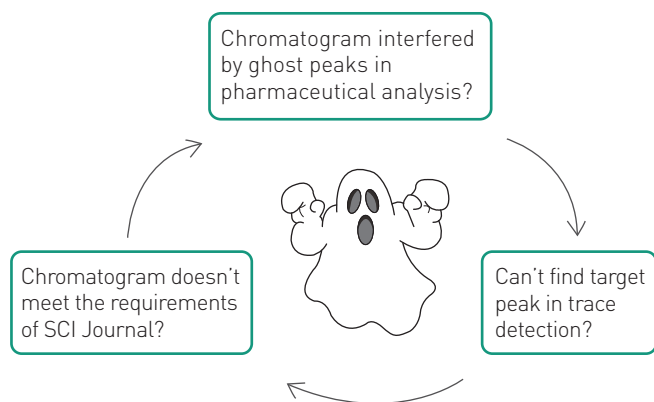 Chromatogram interfered
by ghost peaks in
pharmaceutical analysis?
Chromatogram doesn't
meet the requirements
of SCI Journal?
Can't find target
peak in trace
detection?